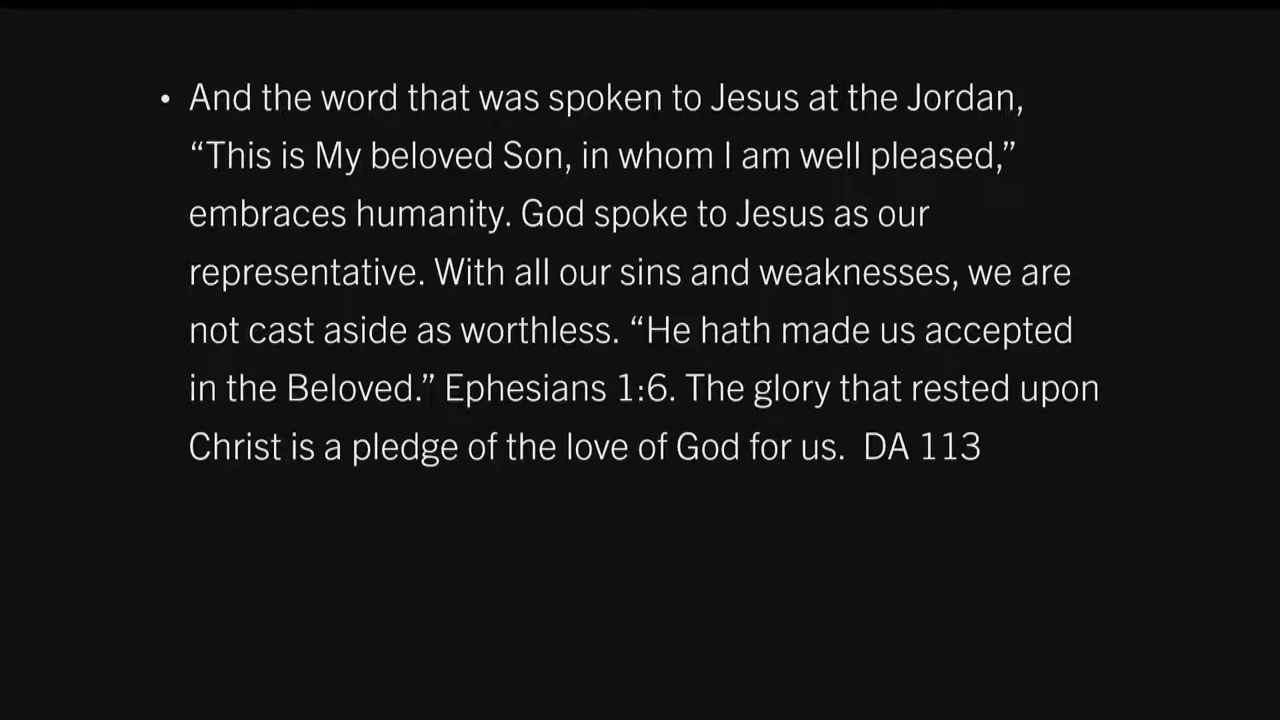 • And the word that was spoken to Jesus at the Jordan,
“This is My beloved Son, in whom I am well pleased,”
embraces humanity. God spoke to Jesus as our
representative. With all our sins and weaknesses, we are
not cast aside as worthless. “He hath made us accepted
in the Beloved.” Ephesians 1:6. The glory that rested upon
Christ is a pledge of the love of God for us.  DA 113